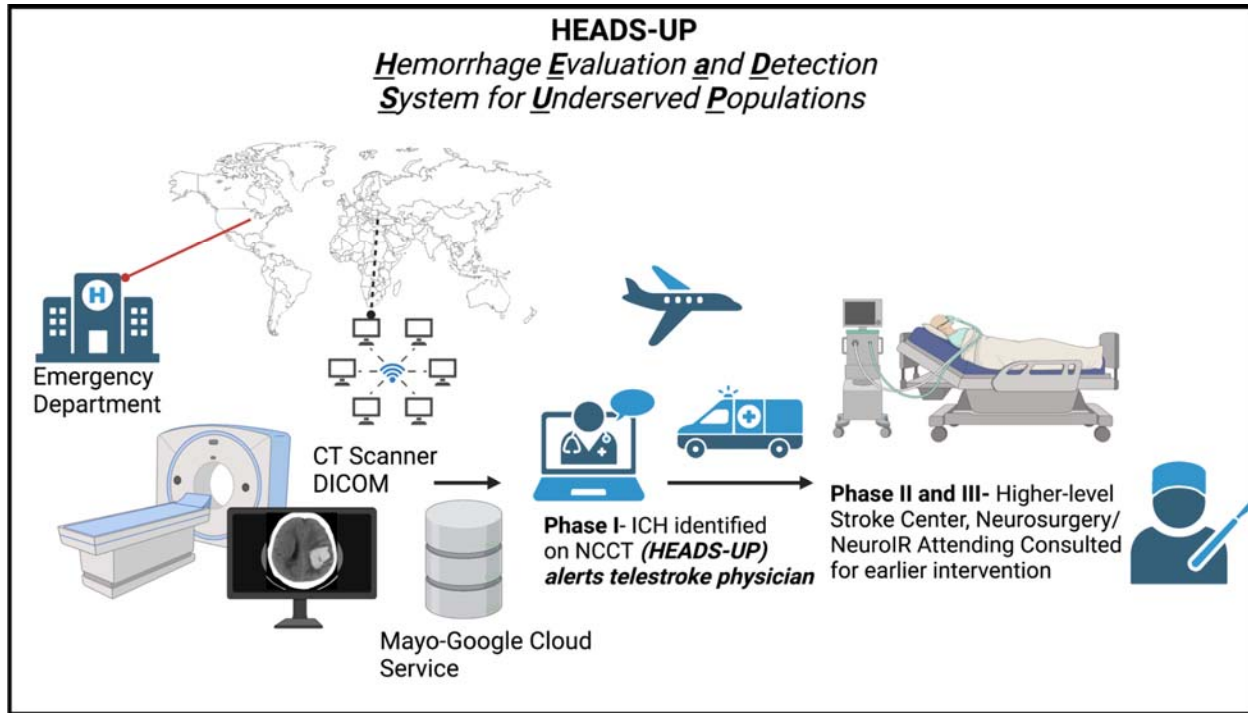 HEADS-UP
Hemorrhage Evaluation and Detection
System for Underserved Populations
H
Emergency
Department
CT Scanner
DICOM
Mayo-Google Cloud
Service
Phase I- ICH identified
on NCCT (HEADS-UP)
alerts telestroke physician
Phase II and III- Higher-level
Stroke Center, Neurosurgery/
NeuroIR Attending Consulted
for earlier intervention